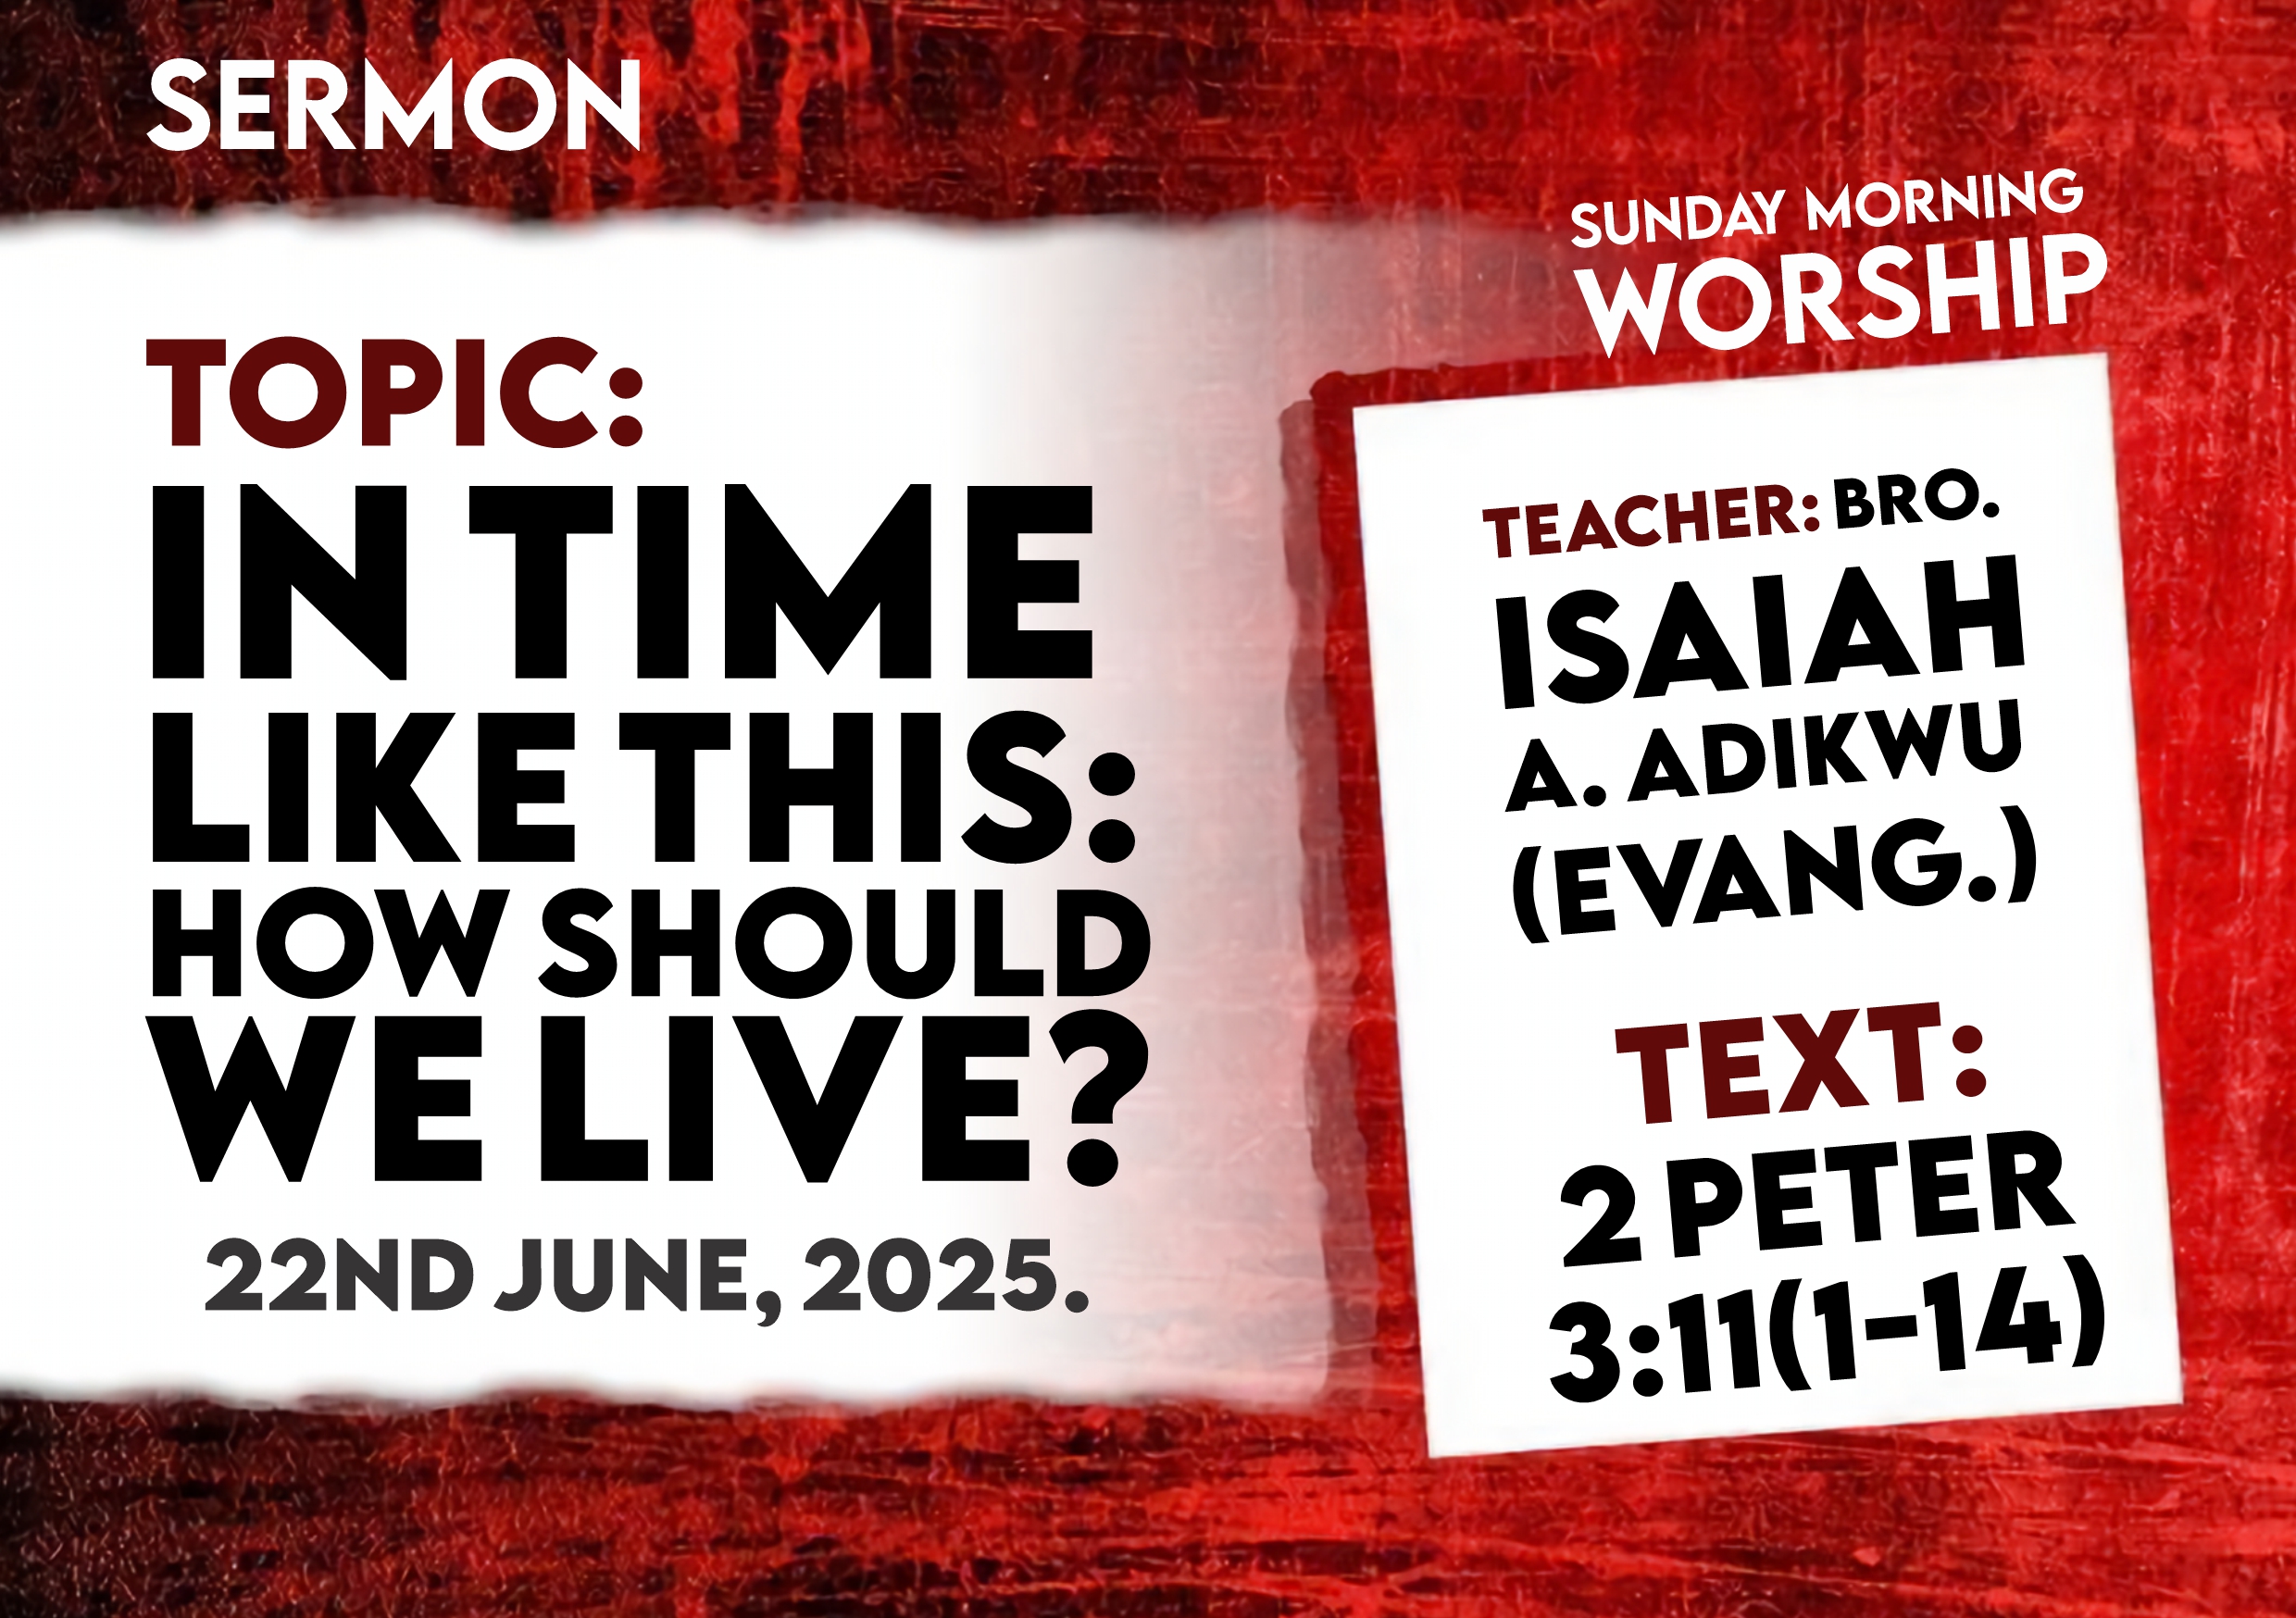 SERMON
TOPIC:
IN TIME
LIKE THIS:
HOW SHOULD
WE LIVE?
22ND JUNE, 2025.
SUNDAY MORNING
WORSHIP
TEACHER: BRO.
ISAIAH
A. ADIKWU
(EVANG.)
TEXT:
2 PETER
3:11(1-14)